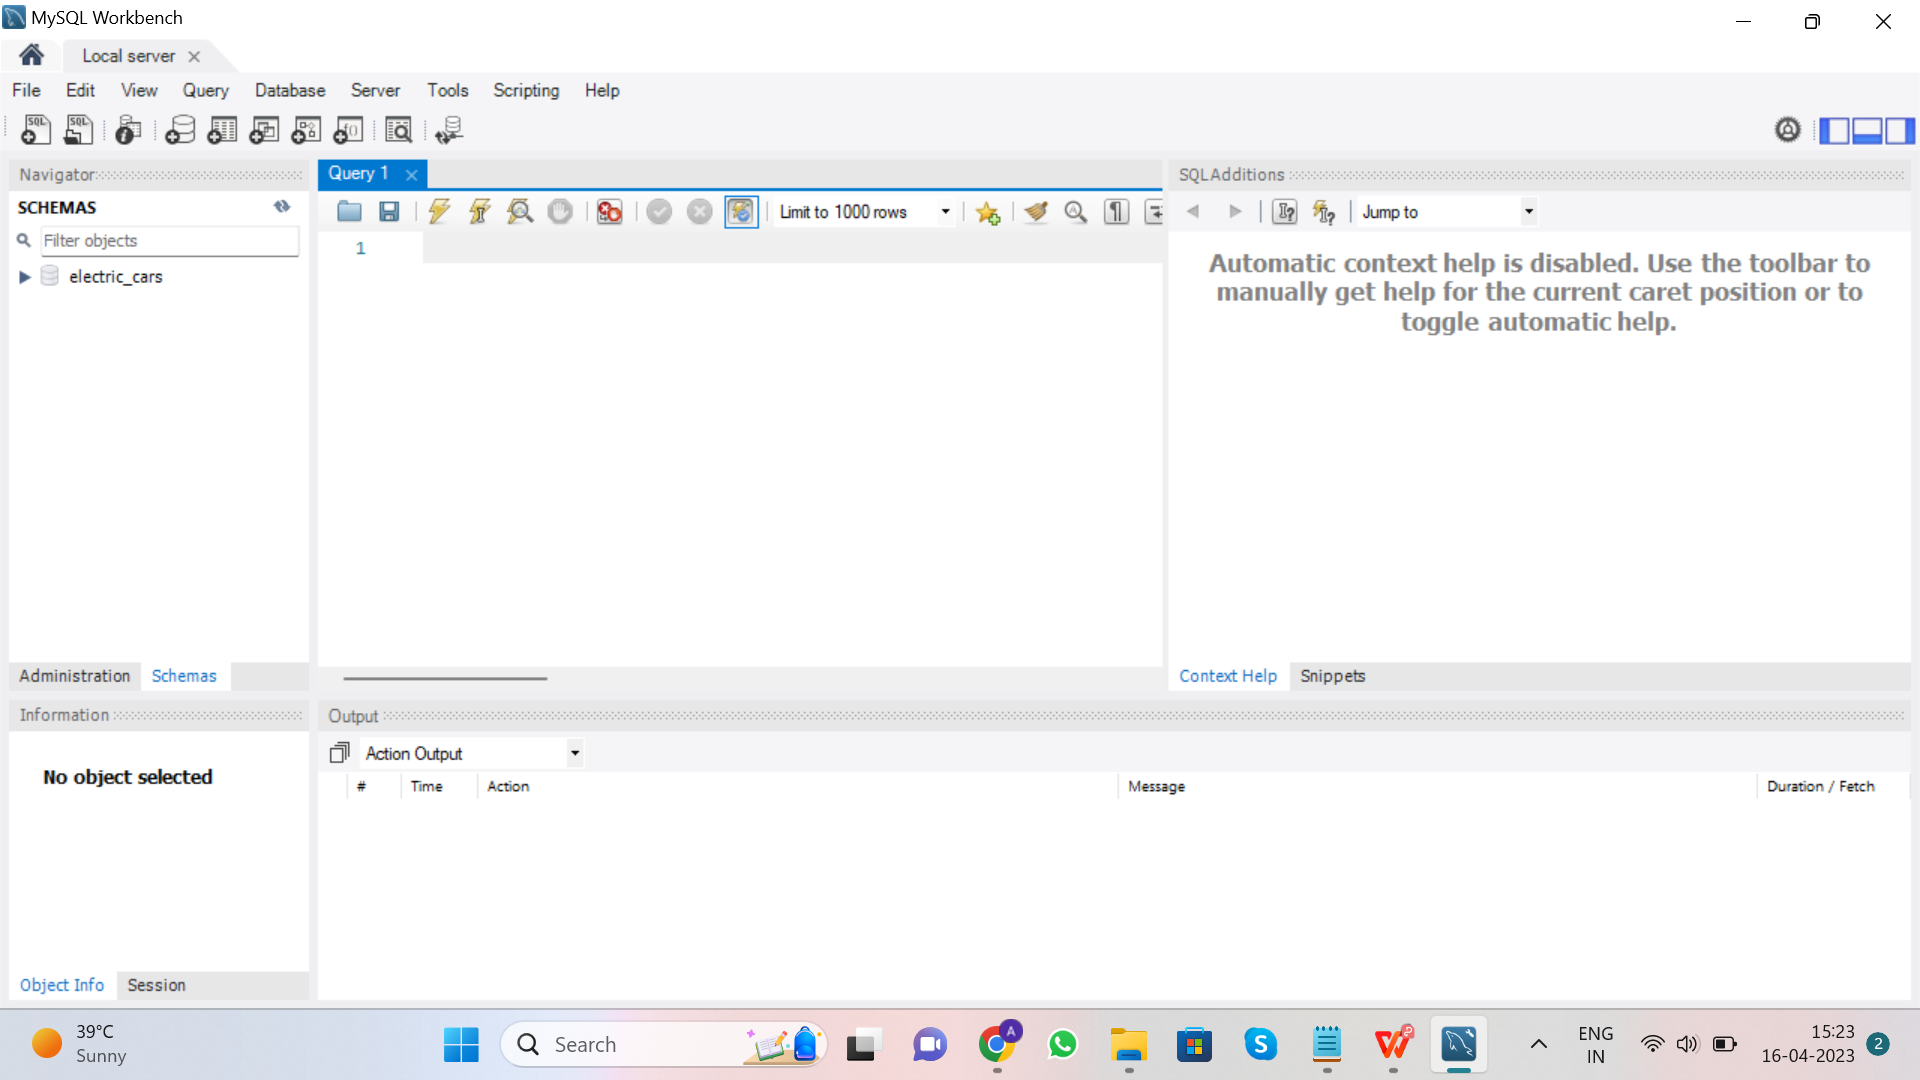 MySQL Workbench
Local server
File Edit View Query Database Server Tools Scripting Help
Navigator
SCHEMAS
Filter objects
electric_cars
Administration Schemas
Query 1
Limit to 1000 rows
1
SQLAdditions
Jump to
Automatic context help is disabled. Use the toolbar to
manually get help for the current caret position or to
toggle automatic help.
Context Help Snippets
Information
No object selected
Object Info Session
Output
Action Output
# Time Action Message Duration / Fetch
39°C
Sunny
Search
A
ENG
IN
15:23
16-04-2023
2